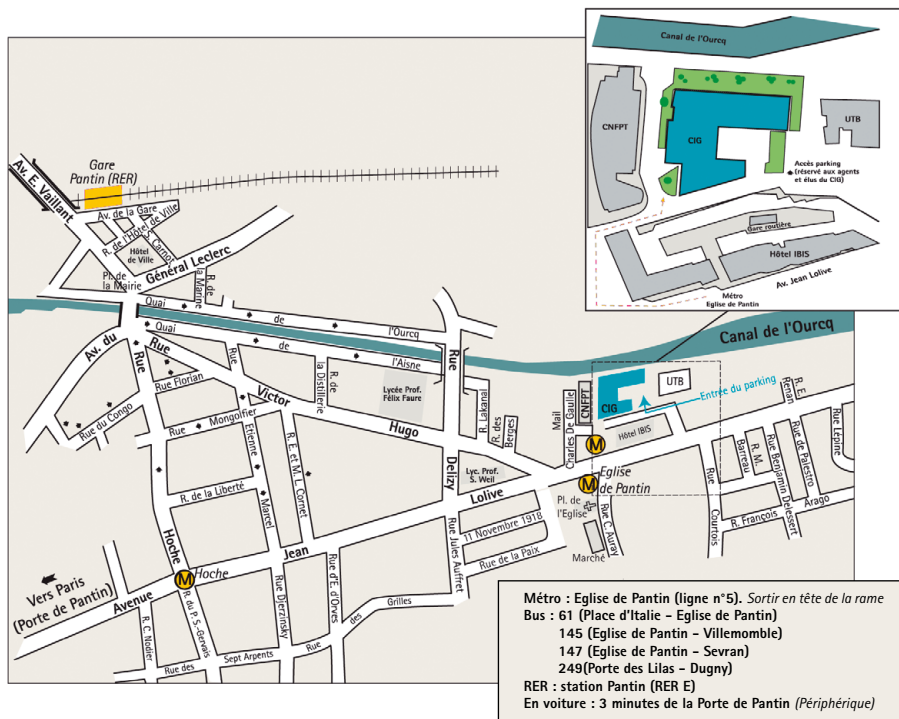 Canal de l'Ourcq
CNFPT
CIG
UTB
Accès parking
(réservé aux agents
et élus du CIG)
Gare routière
Hôtel IBIS
Av. Jean Lolive
Métro
Eglise de Pantin
Gare
Pantin (RER)
Av. E. Vaillant
Av. de la Gare
R. de l'Hôtel de Ville
S. Carnot
Hôtel
de Ville
Pl. de
la Mairie
Général Leclerc
R. de
la Marine
Quai de l'Ourcq
Quai de l'Aisne
Canal de l'Ourcq
Av. du
Rue
Rue Victor Hugo
Rue Florian
Rue du Congo
Rue Mongolfier
Rue Etienne Marcel
R. de
la Distillerie
R. E. et M. L. Cornet
R. de la Liberté
Hoche
Lycée Prof.
Félix Faure
Rue Delizy
R. Lakanal
R. des
Berges
Lyc. Prof.
S. Weil
Mail
Charles De Gaulle
CNFPT
CIG
UTB
Entrée du parking
Hôtel IBIS
M
M
Eglise
de Pantin
Pl. de
l'Eglise
Marché
Rue C. Auray
R. E.
Renan
Rue Lépine
Rue de Palestro
Rue Benjamin Delessert
R. M.
Barreau
Rue Courtois
R. François Arago
11 Novembre 1918
Rue de la Paix
Rue Jules Auffret
Avenue Jean Lolive
M
Hoche
Vers Paris
(Porte de Pantin)
R. C. Nodier
R. du P. S.-Gervais
Rue Djerzinsky
Rue d'E. d'Orves
Rue des Sept Arpents
Rue des Grilles
Métro : Eglise de Pantin (ligne n°5). Sortir en tête de la rame
Bus : 61 (Place d'Italie - Eglise de Pantin)
145 (Eglise de Pantin - Villemomble)
147 (Eglise de Pantin - Sevran)
249(Porte des Lilas - Dugny)
RER : station Pantin (RER E)
En voiture : 3 minutes de la Porte de Pantin (Périphérique)